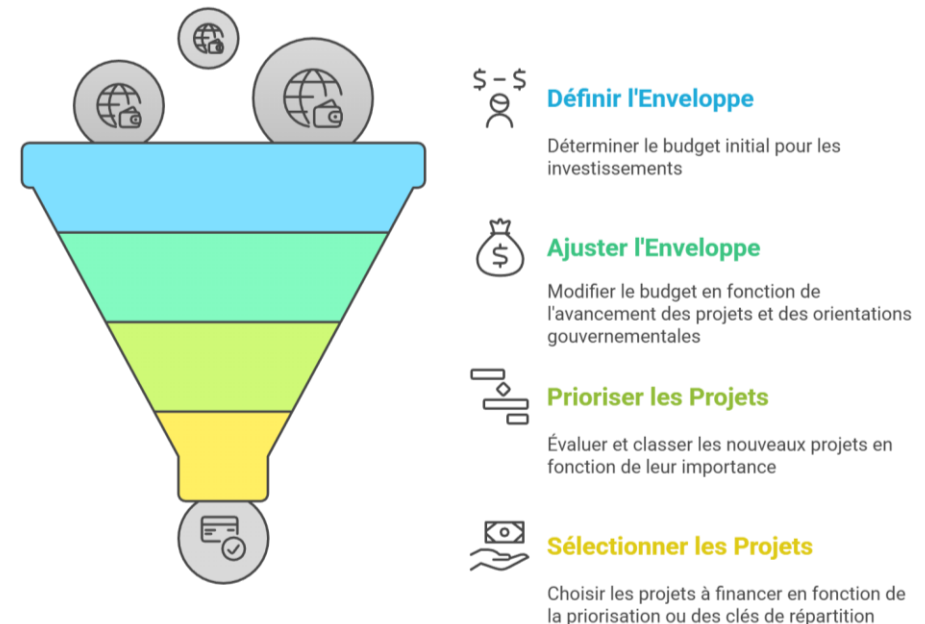 $-$
Définir l'Enveloppe
Déterminer le budget initial pour les
investissements
$
Ajuster l'Enveloppe
Modifier le budget en fonction de
l'avancement des projets et des orientations
gouvernementales
Prioriser les Projets
Évaluer et classer les nouveaux projets en
fonction de leur importance
Sélectionner les Projets
Choisir les projets à financer en fonction de
la priorisation ou des clés de répartition